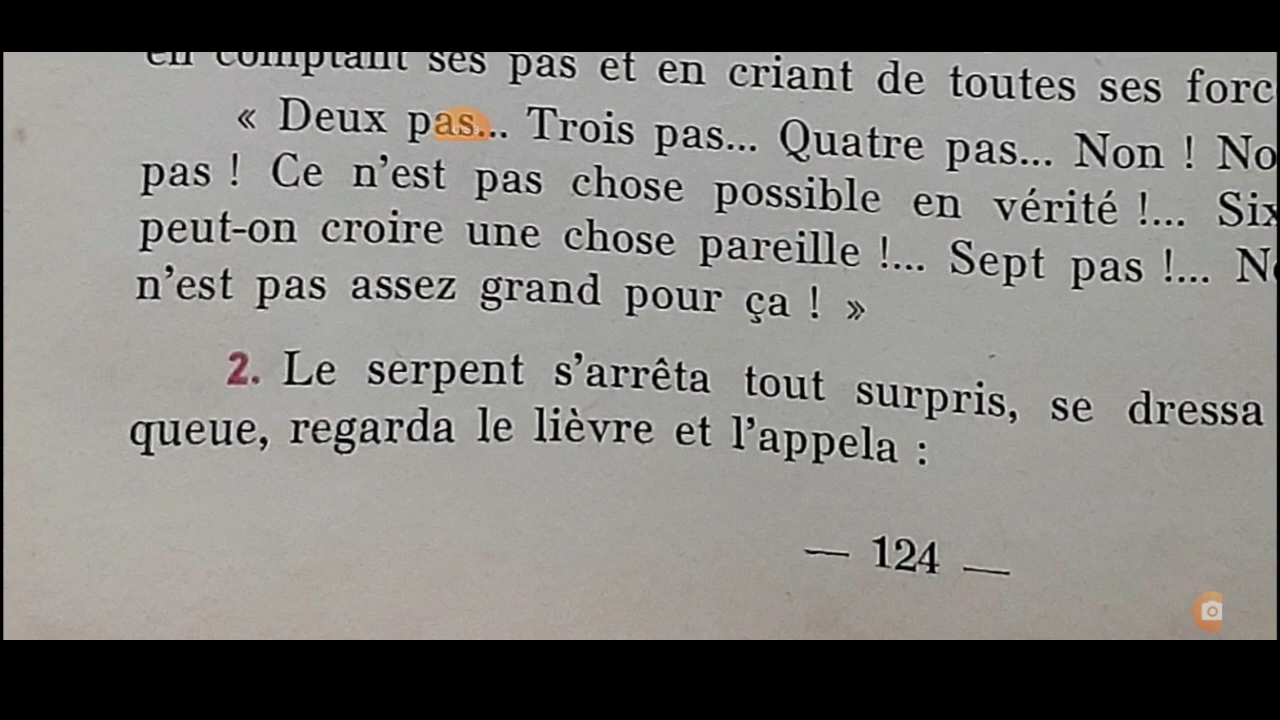 en comptant ses pas et en criant de toutes ses forc
« Deux pas... Trois pas... Quatre pas... Non ! No
pas ! Ce n'est pas chose possible en vérité !... Six
peut-on croire une chose pareille !... Sept pas !... N
n'est pas assez grand pour ça ! »
2. Le serpent s'arrêta tout surpris, se dressa
queue, regarda le lièvre et l'appela :
— 124 —